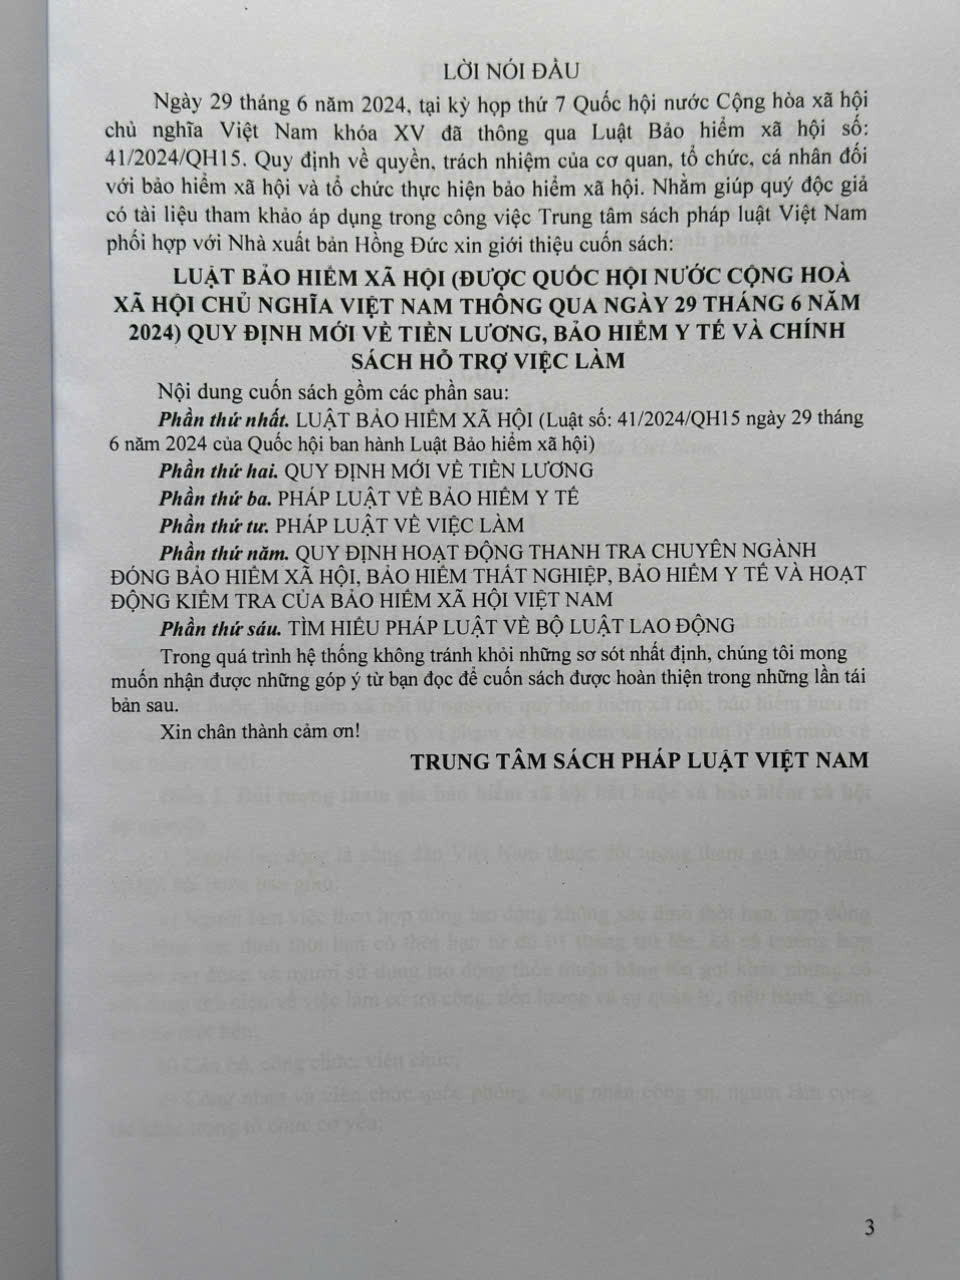 LỜI NÓI ĐẦU
Ngày 29 tháng 6 năm 2024, tại kỳ họp thứ 7 Quốc hội nước Cộng hòa xã hội
chủ nghĩa Việt Nam khóa XV đã thông qua Luật Bảo hiểm xã hội số:
41/2024/QH15. Quy định về quyền, trách nhiệm của cơ quan, tổ chức, cá nhân đối
với bảo hiểm xã hội và tổ chức thực hiện bảo hiểm xã hội. Nhằm giúp quý độc giả
có tài liệu tham khảo áp dụng trong công việc Trung tâm sách pháp luật Việt Nam
phối hợp với Nhà xuất bản Hồng Đức xin giới thiệu cuốn sách:
LUẬT BẢO HIỂM XÃ HỘI (ĐƯỢC QUỐC HỘI NƯỚC CỘNG HOÀ
XÃ HỘI CHỦ NGHĨA VIỆT NAM THÔNG QUA NGÀY 29 THÁNG 6 NĂM
2024) QUY ĐỊNH MỚI VỀ TIỀN LƯƠNG, BẢO HIỂM Y TẾ VÀ CHÍNH
SÁCH HỖ TRỢ VIỆC LÀM
Nội dung cuốn sách gồm các phần sau:
Phần thứ nhất. LUẬT BẢO HIỂM XÃ HỘI (Luật số: 41/2024/QH15 ngày 29 tháng
6 năm 2024 của Quốc hội ban hành Luật Bảo hiểm xã hội)
Phần thứ hai. QUY ĐỊNH MỚI VỀ TIỀN LƯƠNG
Phần thứ ba. PHÁP LUẬT VỀ BẢO HIỂM Y TẾ
Phần thứ tư. PHÁP LUẬT VỀ VIỆC LÀM
Phần thứ năm. QUY ĐỊNH HOẠT ĐỘNG THANH TRA CHUYÊN NGÀNH
ĐÓNG BẢO HIỂM XÃ HỘI, BẢO HIỂM THẤT NGHIỆP, BẢO HIỂM Y TẾ VÀ HOẠT
ĐỘNG KIỂM TRA CỦA BẢO HIỂM XÃ HỘI VIỆT NAM
Phần thứ sáu. TÌM HIỂU PHÁP LUẬT VỀ BỘ LUẬT LAO ĐỘNG
Trong quá trình hệ thống không tránh khỏi những sơ sót nhất định, chúng tôi mong
muốn nhận được những góp ý từ bạn đọc để cuốn sách được hoàn thiện trong những lần tái
bản sau.
Xin chân thành cảm ơn!
TRUNG TÂM SÁCH PHÁP LUẬT VIỆT NAM
3